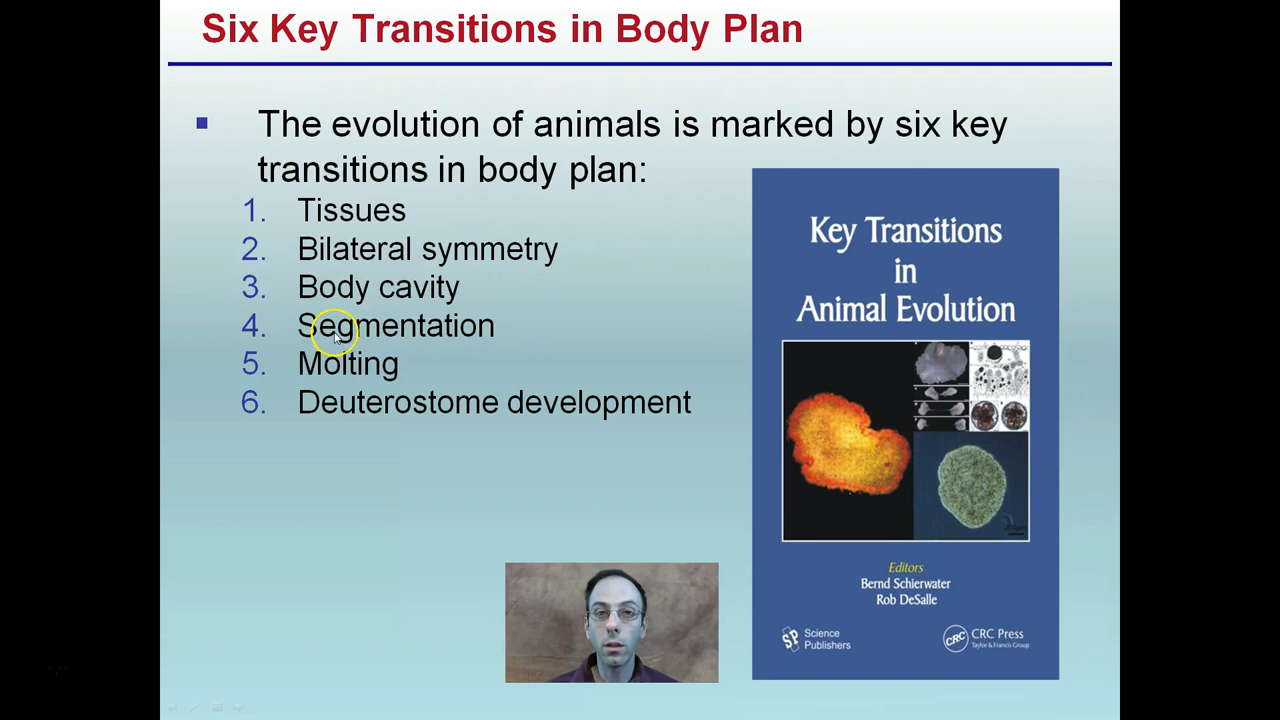 Six Key Transitions in Body Plan
The evolution of animals is marked by six key
transitions in body plan:
1. Tissues
2. Bilateral symmetry
3. Body cavity
4. Segmentation
5. Molting
6. Deuterostome development
Key Transitions
in
Animal Evolution
Editors
Bernd Schierwater
Rob DeSalle
SP Science
Publishers
CRC CRC Press
Taylor & Francis Group